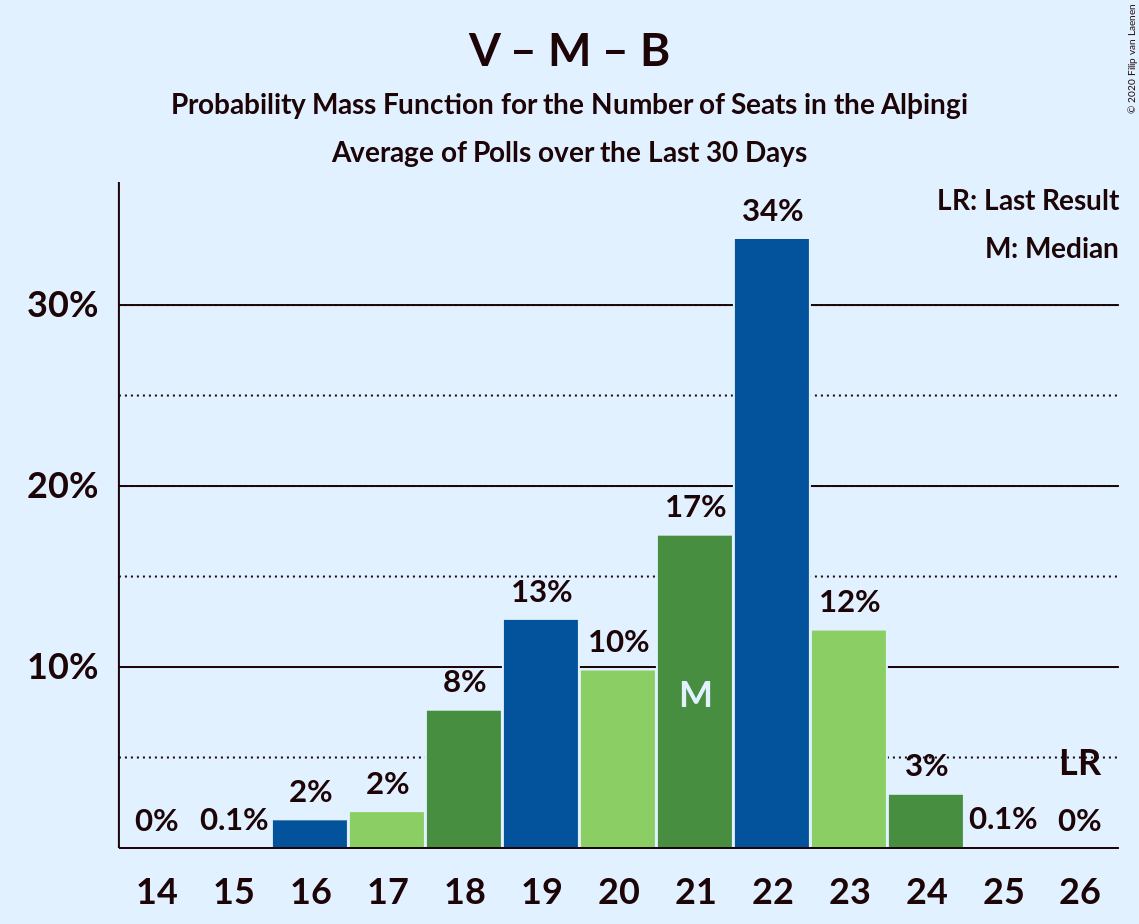 V – M – B
Probability Mass Function for the Number of Seats in the Alþingi
Average of Polls over the Last 30 Days
© 2020 Filip van Laenen
LR: Last Result
M: Median
30%
20%
10%
0%
0.1%
2%
2%
8%
13%
10%
17%
34%
12%
3%
0.1%
0%
M
LR
14 15 16 17 18 19 20 21 22 23 24 25 26